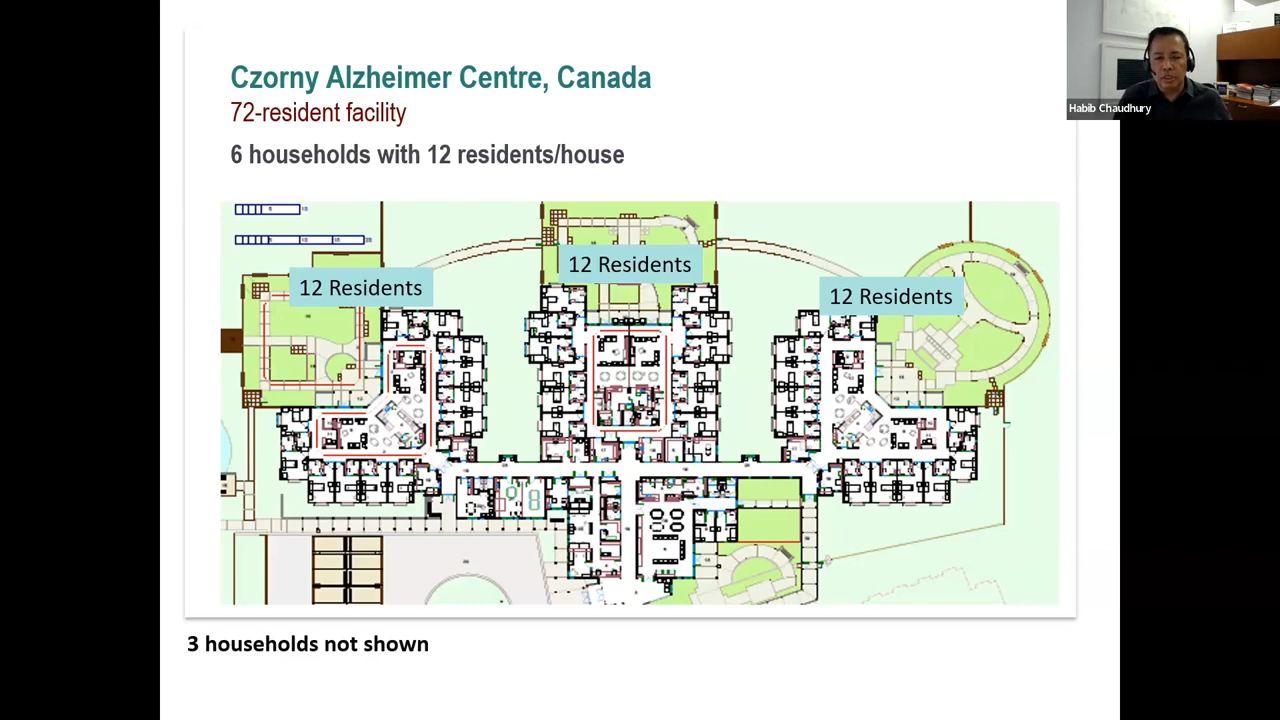 Czorny Alzheimer Centre, Canada
72-resident facility
6 households with 12 residents/house
12 Residents
12 Residents
12 Residents
3 households not shown
Habib Chaudhury